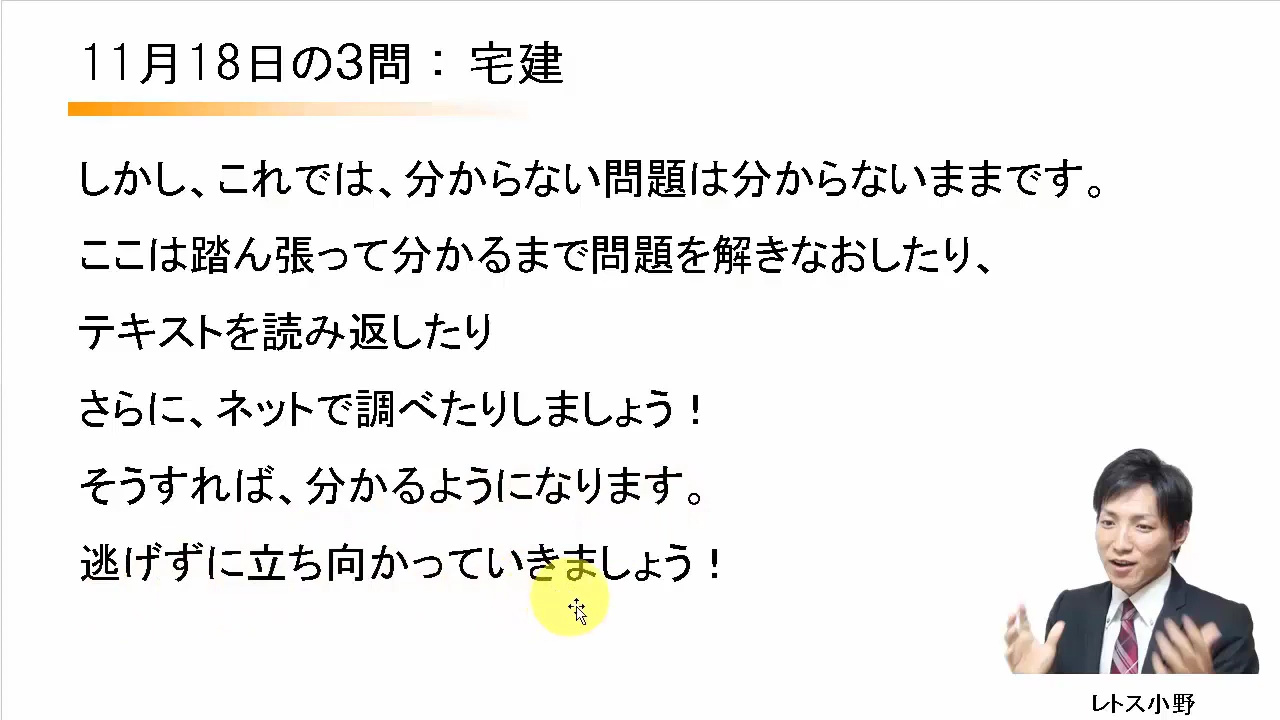 11月18日の3問：宅建
しかし、これでは、分からない問題は分からないままです。
ここは踏ん張って分かるまで問題を解きなおしたり、
テキストを読み返したり
さらに、ネットで調べたりしましょう！
そうすれば、分かるようになります。
逃げずに立ち向かっていきましょう！
レトス小野